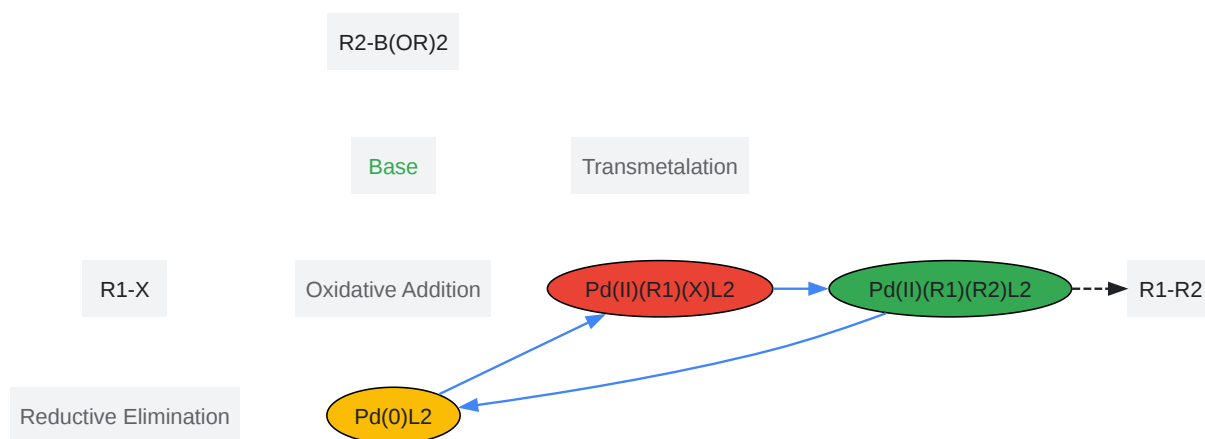 R2-B(OR)2
Base
Transmetalation
R1-X
Oxidative Addition
Pd(II)(R1)(X)L2
Pd(II)(R1)(R2)L2
R1-R2
Reductive Elimination
Pd(0)L2